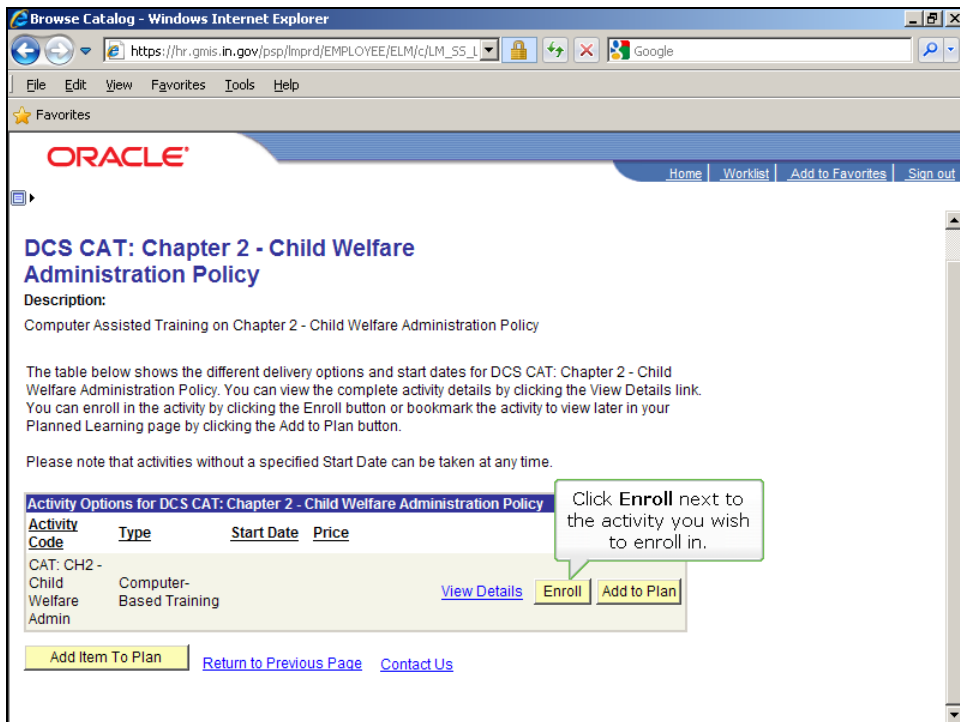 Browse Catalog - Windows Internet Explorer
https://hr.gmis.in.gov/psp/lmprd/EMPLOYEE/ELM/c/LM_SS_L
Google
File Edit View Favorites Tools Help
Favorites
ORACLE
Home Worklist Add to Favorites Sign out
DCS CAT: Chapter 2 - Child Welfare
Administration Policy
Description:
Computer Assisted Training on Chapter 2 - Child Welfare Administration Policy
The table below shows the different delivery options and start dates for DCS CAT: Chapter 2 - Child
Welfare Administration Policy. You can view the complete activity details by clicking the View Details link.
You can enroll in the activity by clicking the Enroll button or bookmark the activity to view later in your
Planned Learning page by clicking the Add to Plan button.
Please note that activities without a specified Start Date can be taken at any time.
Activity Options for DCS CAT: Chapter 2 - Child Welfare Administration Policy
Click Enroll next to
the activity you wish
to enroll in.
Activity
Code
Type Start Date Price
CAT: CH2 -
Child
Welfare
Admin
Computer-
Based Training
View Details Enroll Add to Plan
Add Item To Plan Return to Previous Page Contact Us